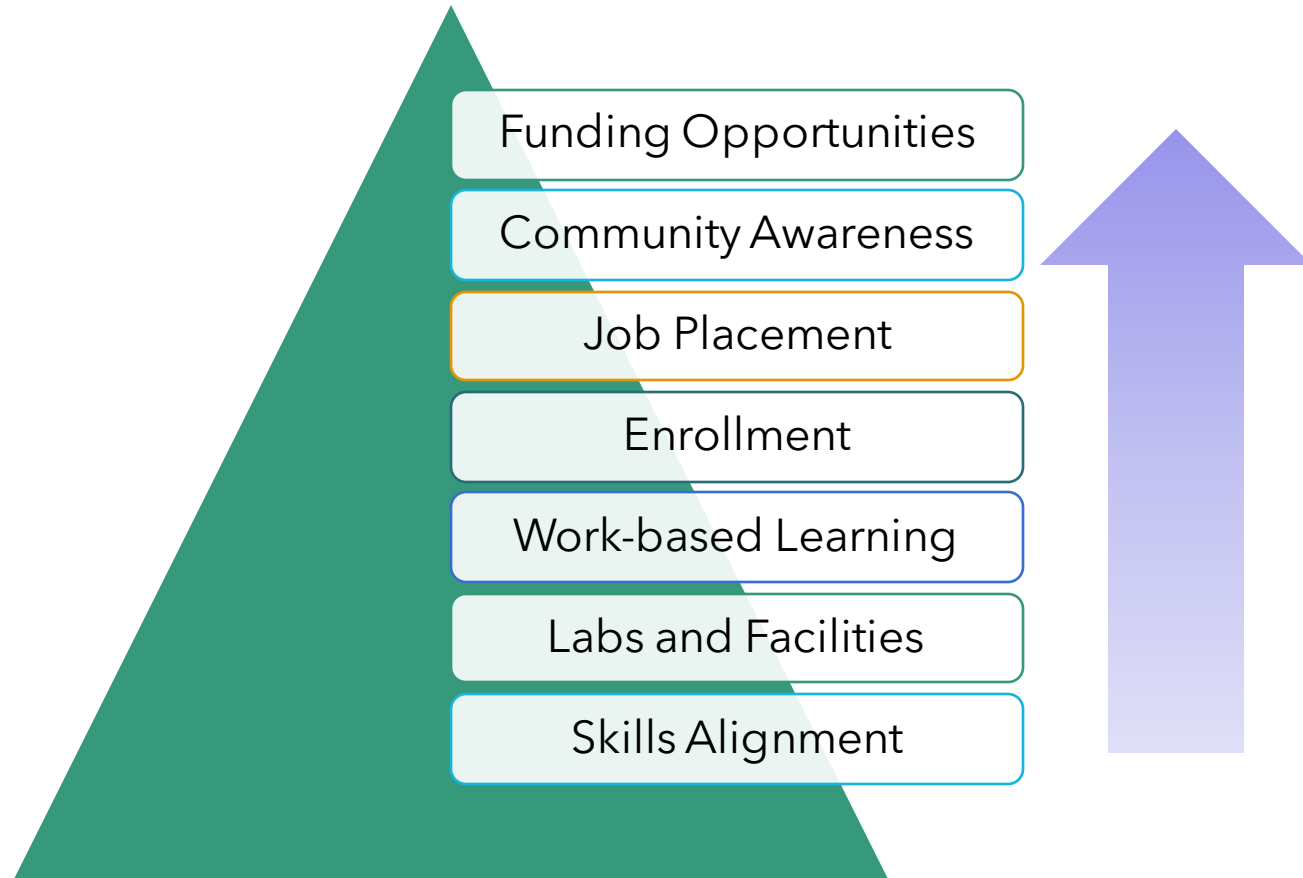 Funding Opportunities
Community Awareness
Job Placement
Enrollment
Work-based Learning
Labs and Facilities
Skills Alignment